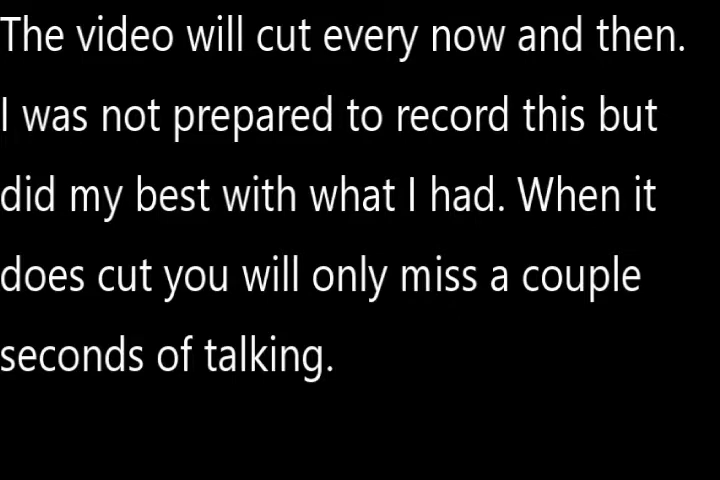 The video will cut every now and then.
I was not prepared to record this but
did my best with what I had. When it
does cut you will only miss a couple
seconds of talking.